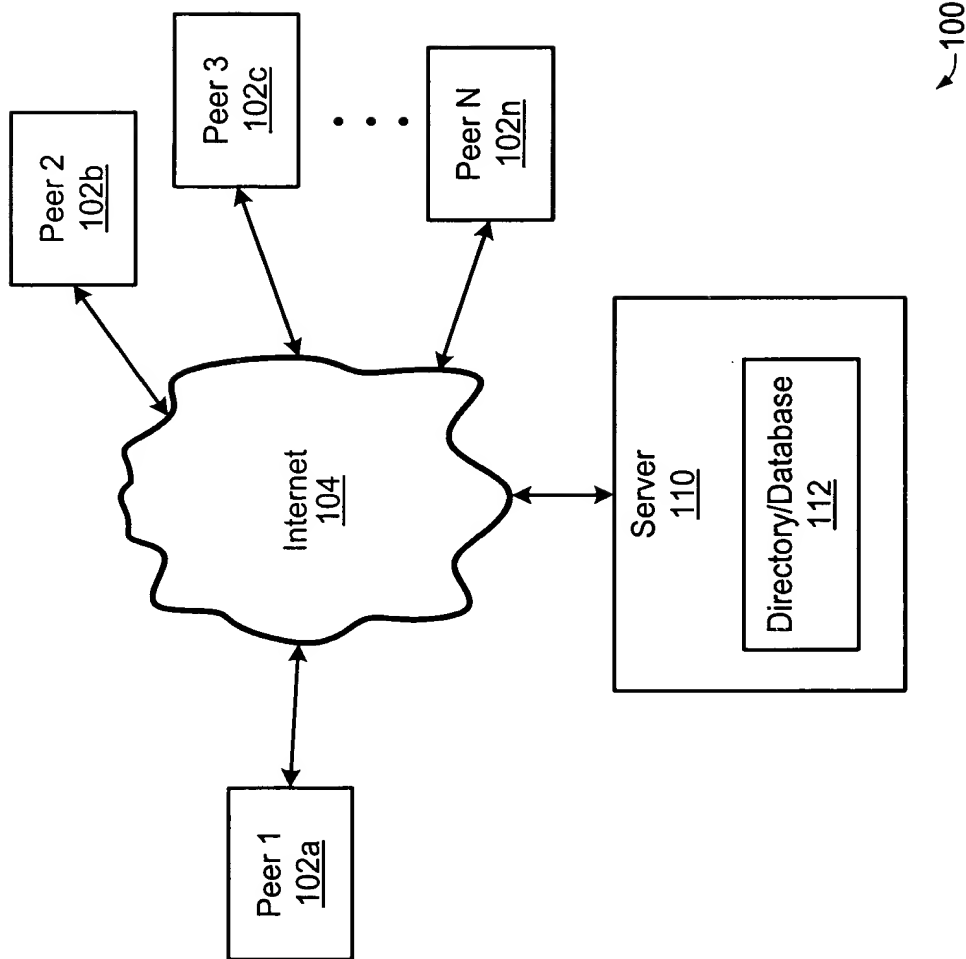 Peer 1
102a
Internet
104
Peer 2
102b
Peer 3
102c
Peer N
102n
Server
110
Directory/Database
112
100